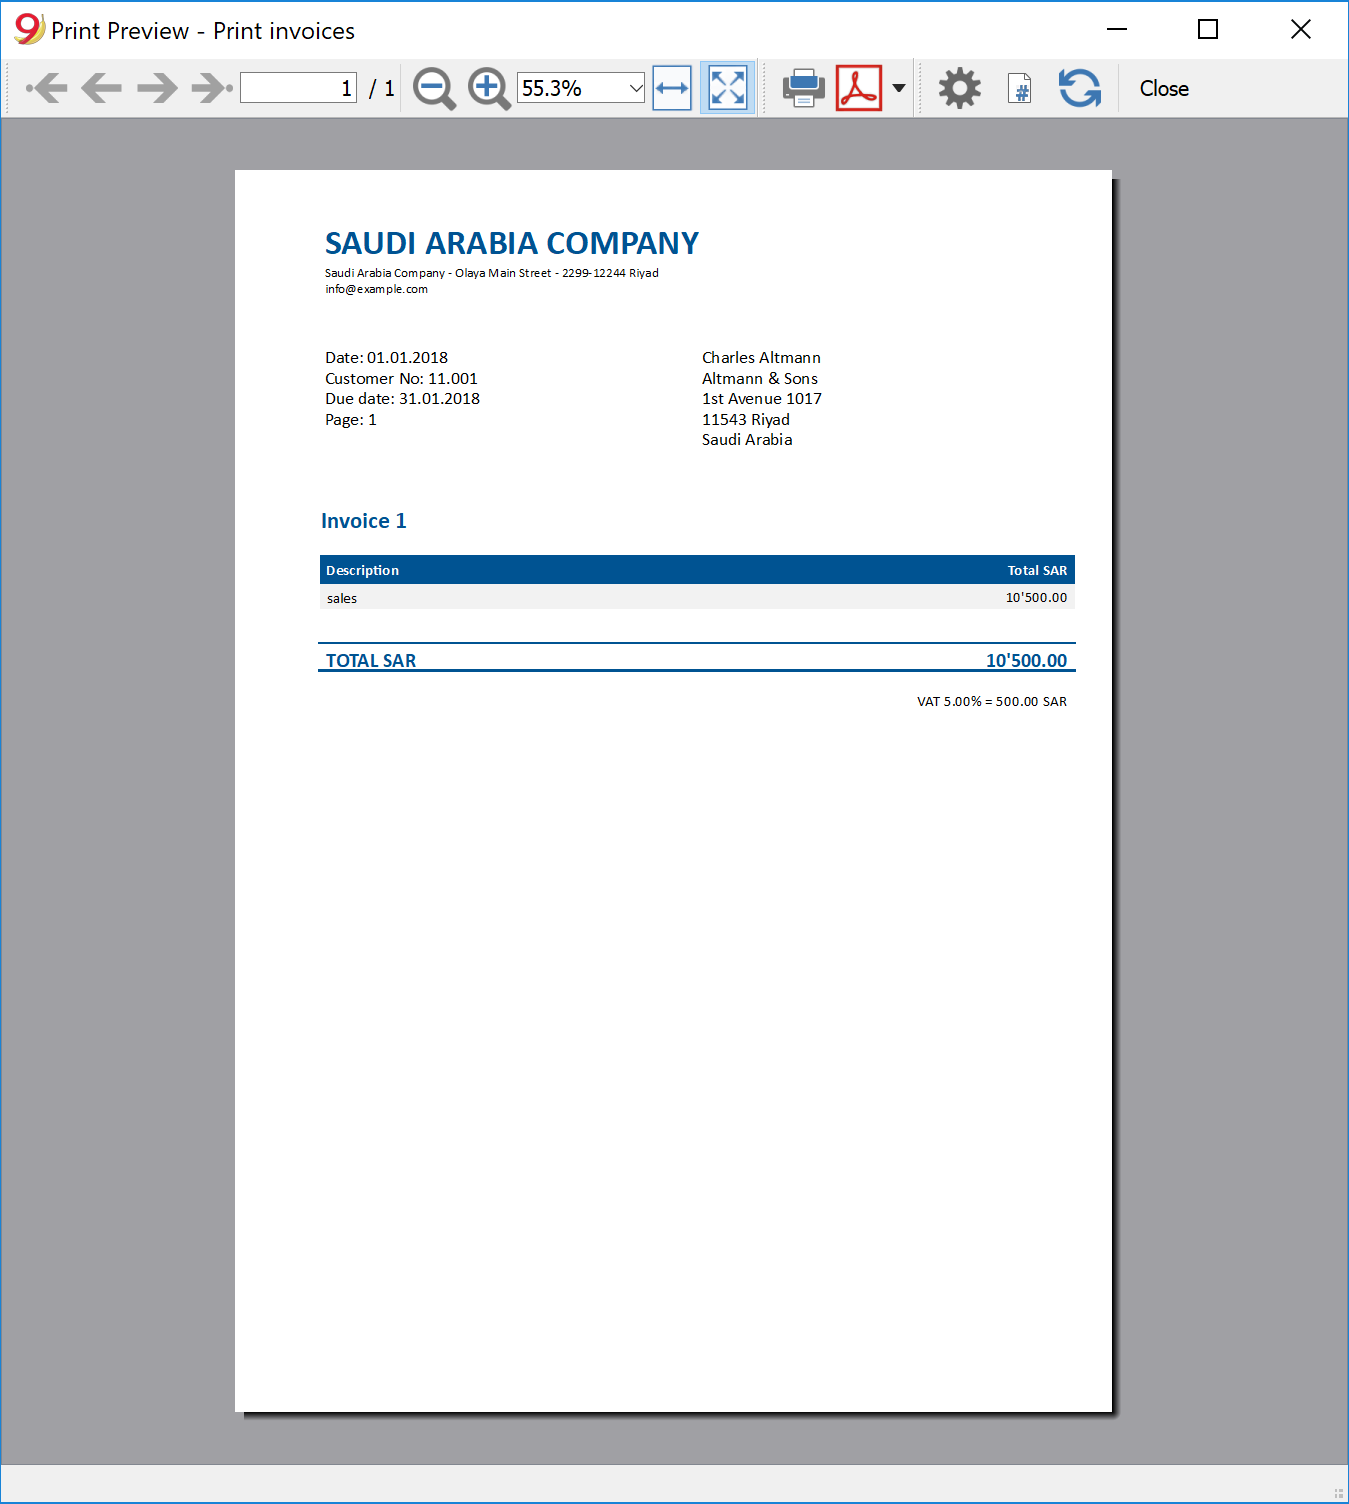 Print Preview - Print invoices
1 / 1 55.3% # Close
SAUDI ARABIA COMPANY
Saudi Arabia Company - Olaya Main Street - 2299-12244 Riyad
info@example.com
Date: 01.01.2018
Customer No: 11.001
Due date: 31.01.2018
Page: 1
Charles Altmann
Altmann & Sons
1st Avenue 1017
11543 Riyad
Saudi Arabia
Invoice 1
Description Total SAR
sales 10'500.00
TOTAL SAR 10'500.00
VAT 5.00% = 500.00 SAR